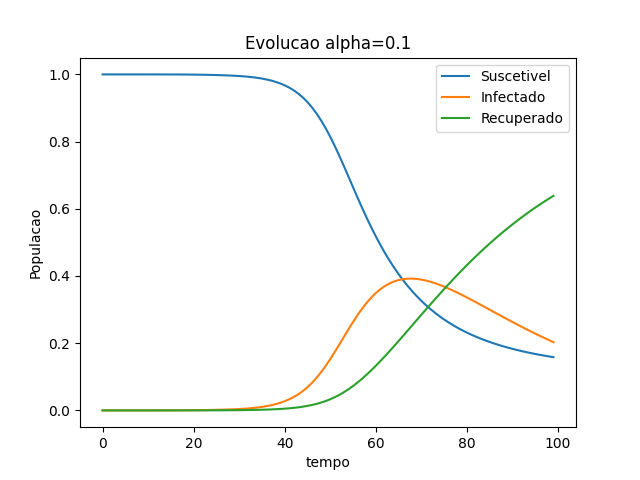 Evolucao alpha=0.1
Suscetivel
Infectado
Recuperado
Populacao
1.0
0.8
0.6
0.4
0.2
0.0
0 20 40 60 80 100
tempo